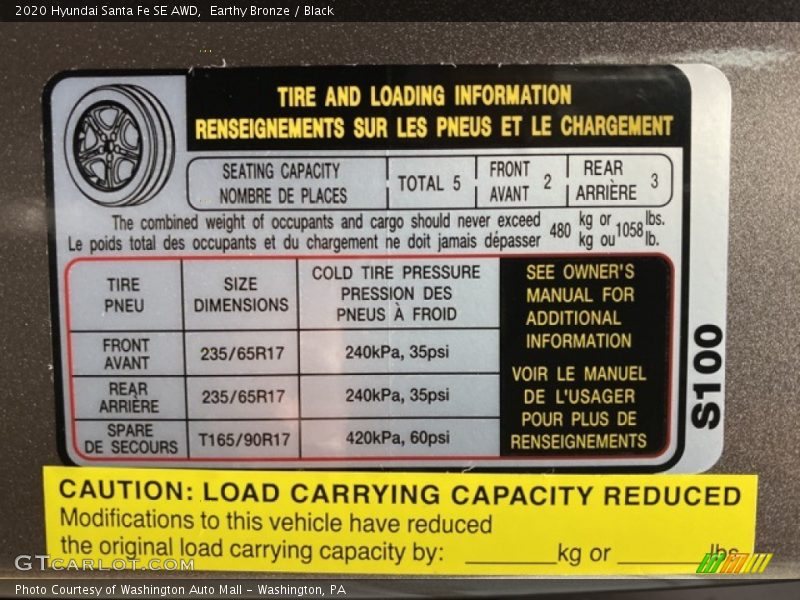 2020 Hyundai Santa Fe SE AWD, Earthy Bronze / Black
TIRE AND LOADING INFORMATION
RENSEIGNEMENTS SUR LES PNEUS ET LE CHARGEMENT
SEATING CAPACITY
NOMBRE DE PLACES
TOTAL 5
FRONT
AVANT
2
REAR
ARRIÈRE
3
The combined weight of occupants and cargo should never exceed 480 kg or 1058 lbs.
Le poids total des occupants et du chargement ne doit jamais dépasser kg ou lb.
TIRE
PNEU
SIZE
DIMENSIONS
COLD TIRE PRESSURE
PRESSION DES
PNEUS À FROID
FRONT
AVANT
235/65R17
240kPa, 35psi
REAR
ARRIÈRE
235/65R17
240kPa, 35psi
SPARE
DE SECOURS
T165/90R17
420kPa, 60psi
SEE OWNER'S
MANUAL FOR
ADDITIONAL
INFORMATION
VOIR LE MANUEL
DE L'USAGER
POUR PLUS DE
RENSEIGNEMENTS
S100
CAUTION: LOAD CARRYING CAPACITY REDUCED
Modifications to this vehicle have reduced
the original load carrying capacity by: ______kg or ______lbs
GTcarlot.com
Photo Courtesy of Washington Auto Mall - Washington, PA